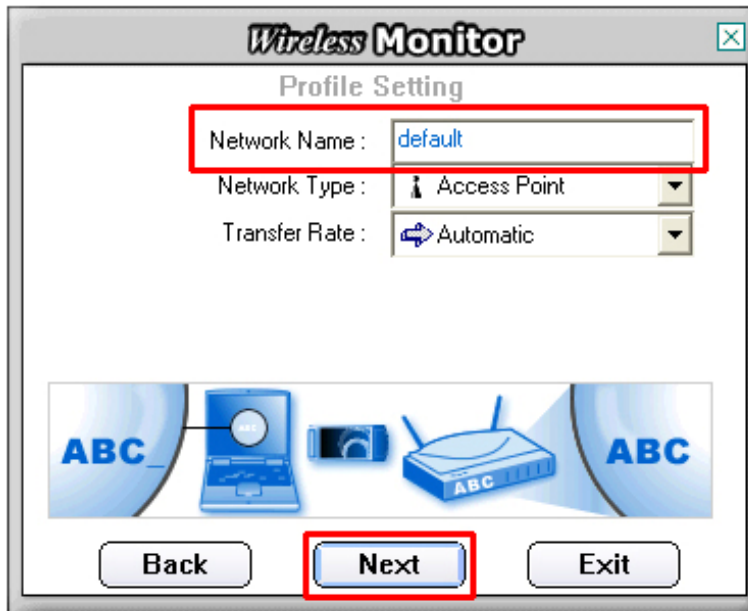 Wireless Monitor
Profile Setting
Network Name : default
Network Type : Access Point
Transfer Rate : Automatic
ABC_
ABC
ABC
ABC
Back Next Exit